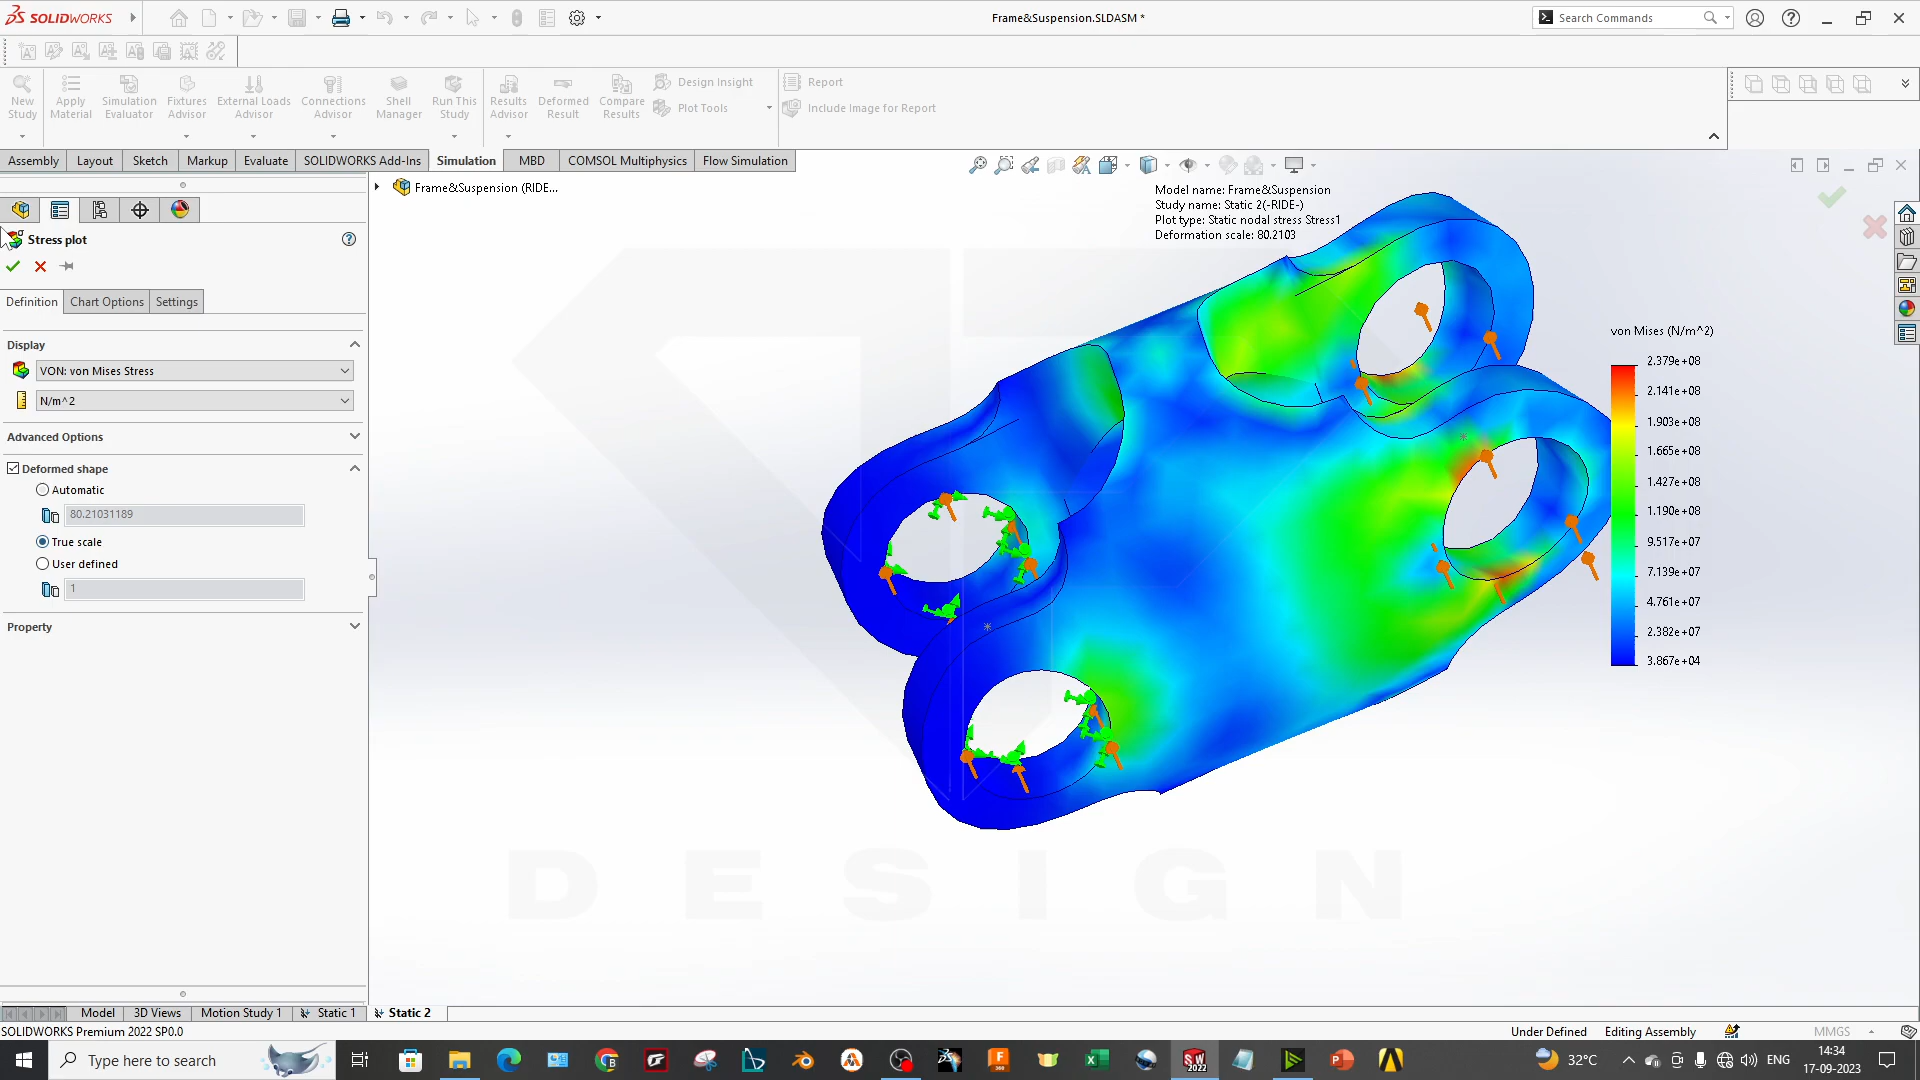 SOLIDWORKS
Frame&Suspension.SLDASM *
Search Commands
New Study
Apply Material
Simulation Evaluator
Fixtures Advisor
External Loads Advisor
Connections Advisor
Shell Manager
Run This Study
Results Advisor
Deformed Result
Compare Results
Design Insight
Plot Tools
Report
Include Image for Report
Assembly
Layout
Sketch
Markup
Evaluate
SOLIDWORKS Add-Ins
Simulation
MBD
COMSOL Multiphysics
Flow Simulation
Frame&Suspension (RIDE...
Model name: Frame&Suspension
Study name: Static 2(-RIDE-)
Plot type: Static nodal stress Stress1
Deformation scale: 80.2103
Stress plot
Definition
Chart Options
Settings
Display
VON: von Mises Stress
N/m^2
Advanced Options
Deformed shape
Automatic
80.21031189
True scale
User defined
1
Property
von Mises (N/m^2)
2.379e+08
2.141e+08
1.903e+08
1.665e+08
1.427e+08
1.190e+08
9.517e+07
7.139e+07
4.761e+07
2.382e+07
3.867e+04
DESIGN
Model
3D Views
Motion Study 1
Static 1
Static 2
SOLIDWORKS Premium 2022 SP0.0
Under Defined
Editing Assembly
MMGS
Type here to search
SW 2022
32°C
ENG
14:34
17-09-2023